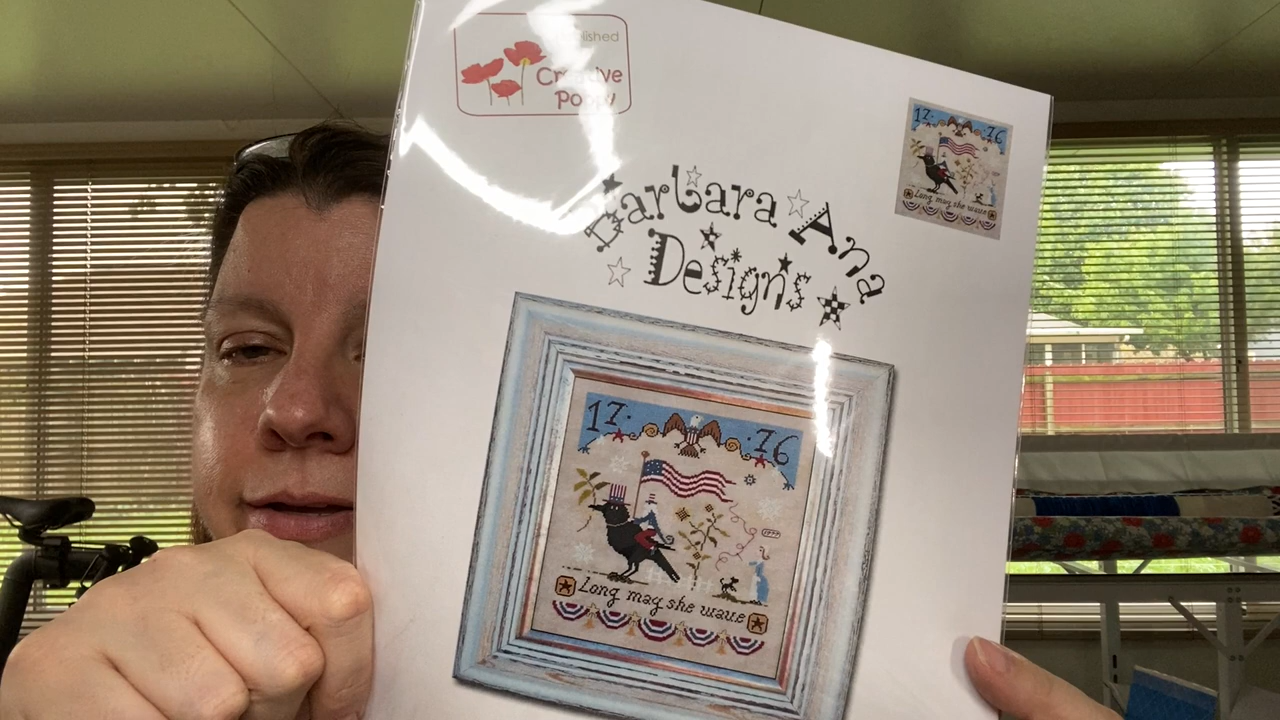 Creative
Poppy
17 76
Long may she wave
Barbara Ana
Designs
17 · 76
Long may she wave